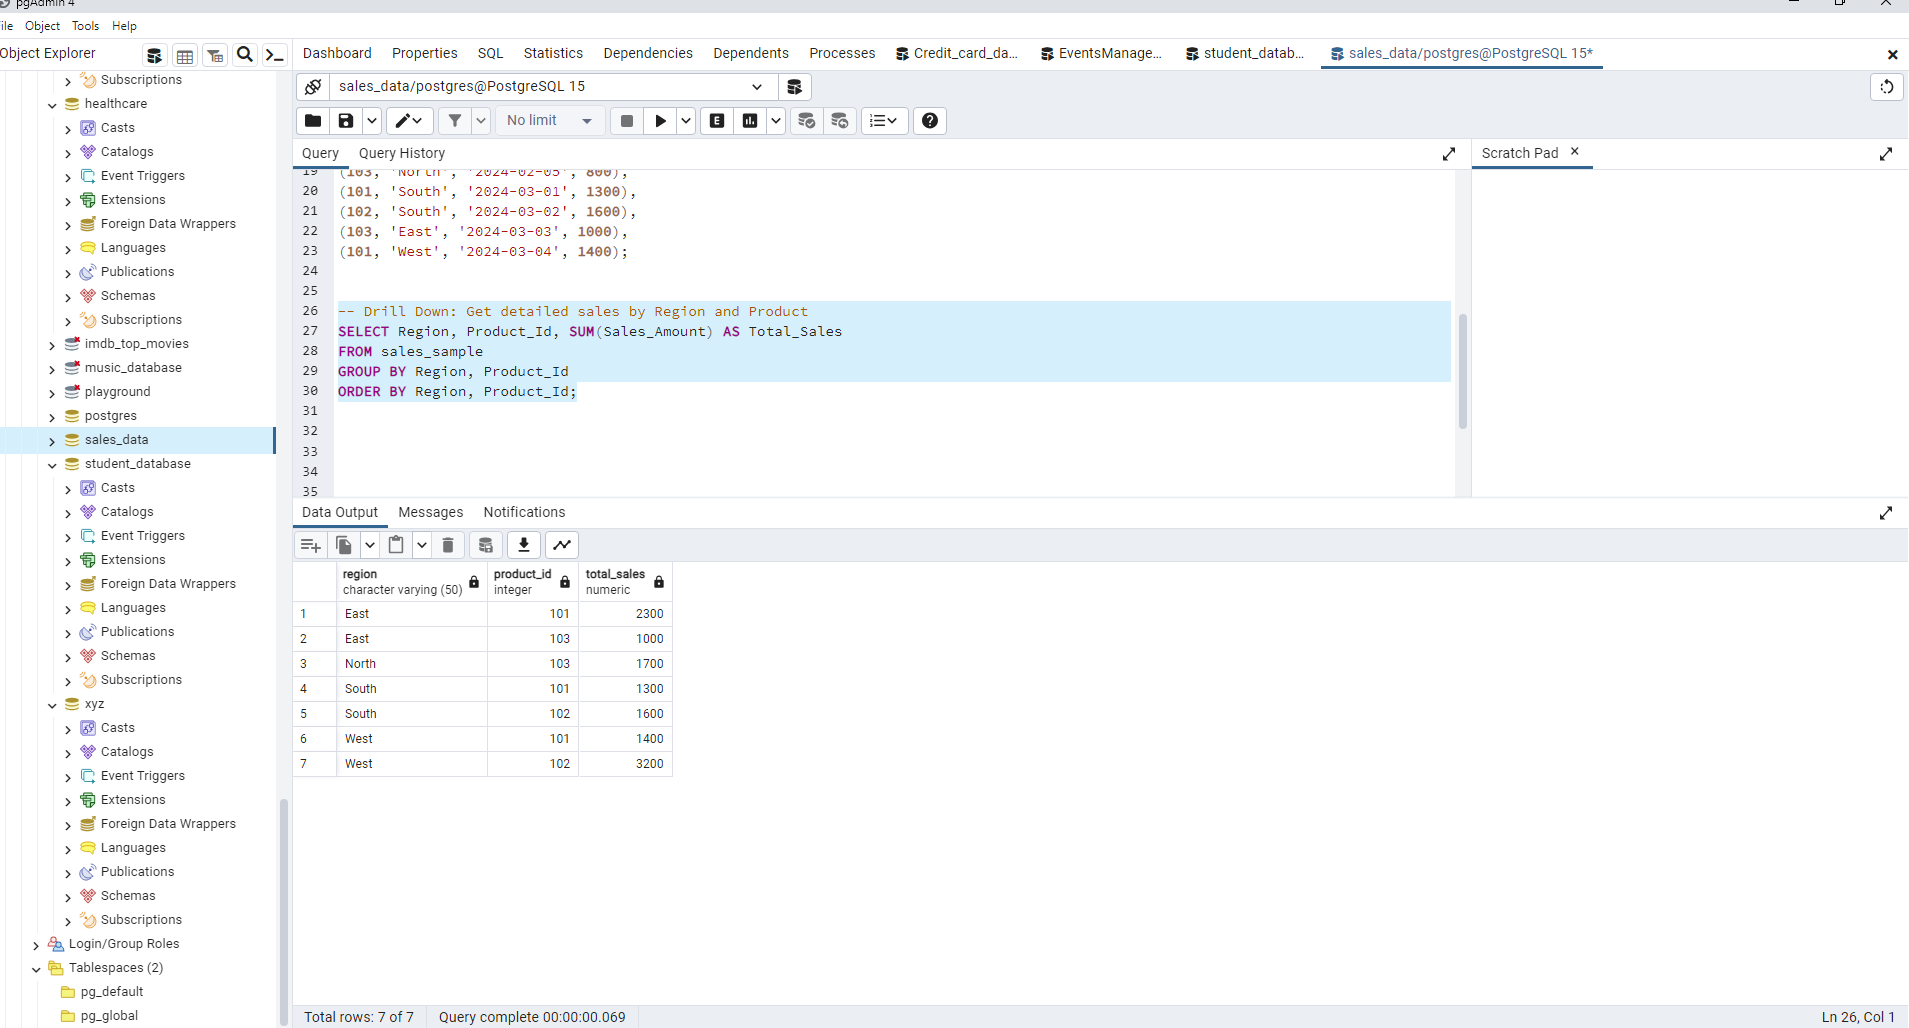 pgAdmin 4
ile Object Tools Help
Object Explorer
Dashboard Properties SQL Statistics Dependencies Dependents Processes Credit_card_da... EventsManage... student_datab... sales_data/postgres@PostgreSQL 15*
Subscriptions
healthcare
Casts
Catalogs
Event Triggers
Extensions
Foreign Data Wrappers
Languages
Publications
Schemas
Subscriptions
imdb_top_movies
music_database
playground
postgres
sales_data
student_database
Casts
Catalogs
Event Triggers
Extensions
Foreign Data Wrappers
Languages
Publications
Schemas
Subscriptions
xyz
Casts
Catalogs
Event Triggers
Extensions
Foreign Data Wrappers
Languages
Publications
Schemas
Subscriptions
Login/Group Roles
Tablespaces (2)
pg_default
pg_global
sales_data/postgres@PostgreSQL 15
No limit
E
Query Query History
Scratch Pad
19 (103, 'North', '2024-02-05', 800),
20 (101, 'South', '2024-03-01', 1300),
21 (102, 'South', '2024-03-02', 1600),
22 (103, 'East', '2024-03-03', 1000),
23 (101, 'West', '2024-03-04', 1400);
24
25
26 -- Drill Down: Get detailed sales by Region and Product
27 SELECT Region, Product_Id, SUM(Sales_Amount) AS Total_Sales
28 FROM sales_sample
29 GROUP BY Region, Product_Id
30 ORDER BY Region, Product_Id;
31
32
33
34
35
Data Output Messages Notifications
region product_id total_sales
character varying (50) integer numeric
1 East 101 2300
2 East 103 1000
3 North 103 1700
4 South 101 1300
5 South 102 1600
6 West 101 1400
7 West 102 3200
Total rows: 7 of 7 Query complete 00:00:00.069 Ln 26, Col 1